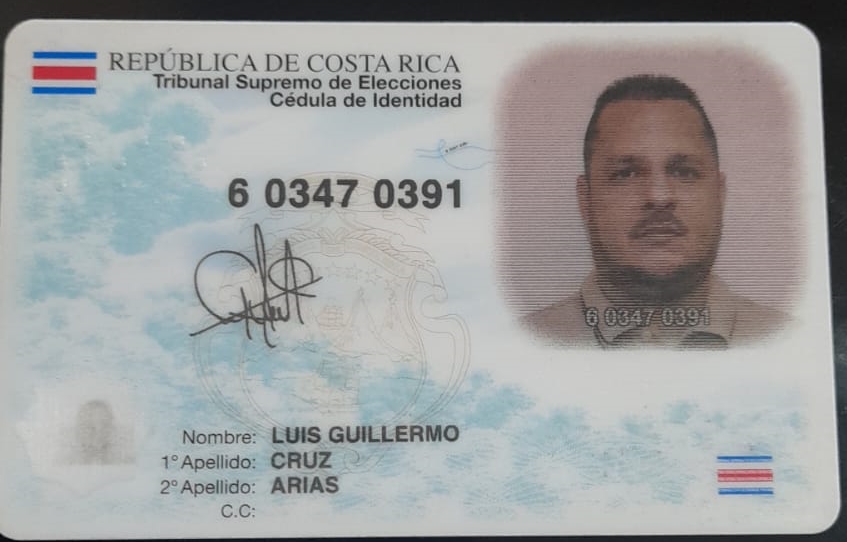 REPÚBLICA DE COSTA RICA
Tribunal Supremo de Elecciones
Cédula de Identidad
6 0347 0391
6 0347 0391
Nombre: LUIS GUILLERMO
1° Apellido: CRUZ
2° Apellido: ARIAS
C.C: